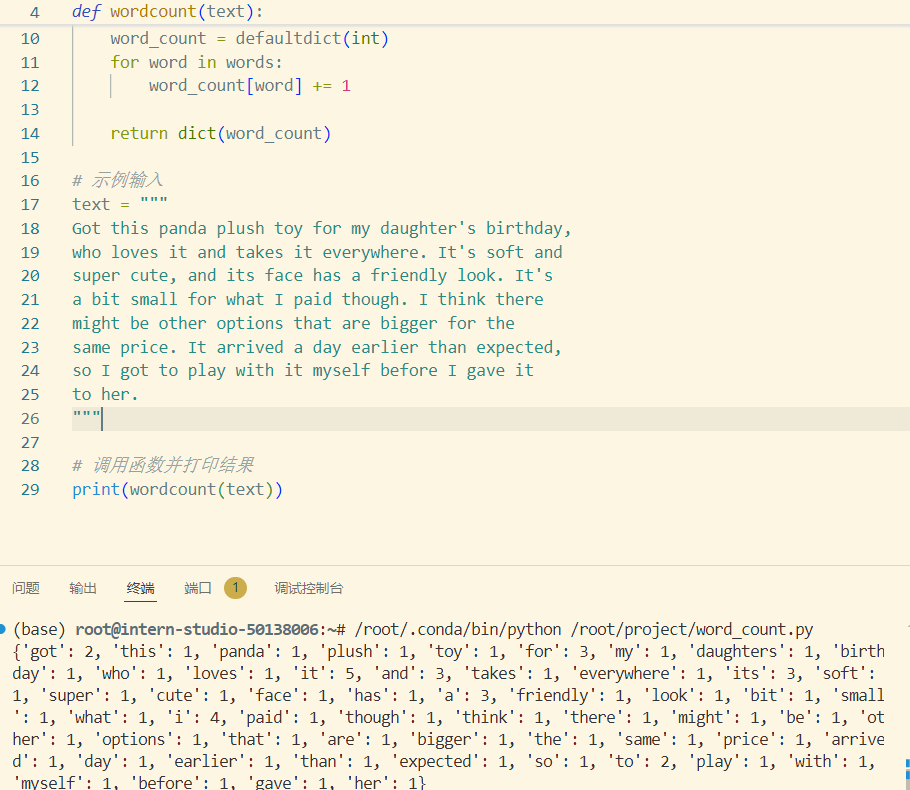 4 def wordcount(text):
10 word_count = defaultdict(int)
11 for word in words:
12 word_count[word] += 1
13
14 return dict(word_count)
15
16 # 示例输入
17 text = """
18 Got this panda plush toy for my daughter's birthday,
19 who loves it and takes it everywhere. It's soft and
20 super cute, and its face has a friendly look. It's
21 a bit small for what I paid though. I think there
22 might be other options that are bigger for the
23 same price. It arrived a day earlier than expected,
24 so I got to play with it myself before I gave it
25 to her.
26 """
27
28 # 调用函数并打印结果
29 print(wordcount(text))
问题 输出 终端 端口 1 调试控制台
(base) root@intern-studio-50138006:~# /root/.conda/bin/python /root/project/word_count.py
{'got': 2, 'this': 1, 'panda': 1, 'plush': 1, 'toy': 1, 'for': 3, 'my': 1, 'daughters': 1, 'birth
day': 1, 'who': 1, 'loves': 1, 'it': 5, 'and': 3, 'takes': 1, 'everywhere': 1, 'its': 3, 'soft':
1, 'super': 1, 'cute': 1, 'face': 1, 'has': 1, 'a': 3, 'friendly': 1, 'look': 1, 'bit': 1, 'small
': 1, 'what': 1, 'i': 4, 'paid': 1, 'though': 1, 'think': 1, 'there': 1, 'might': 1, 'be': 1, 'ot
her': 1, 'options': 1, 'that': 1, 'are': 1, 'bigger': 1, 'the': 1, 'same': 1, 'price': 1, 'arrive
d': 1, 'day': 1, 'earlier': 1, 'than': 1, 'expected': 1, 'so': 1, 'to': 2, 'play': 1, 'with': 1,
'myself': 1, 'before': 1, 'gave': 1, 'her': 1}